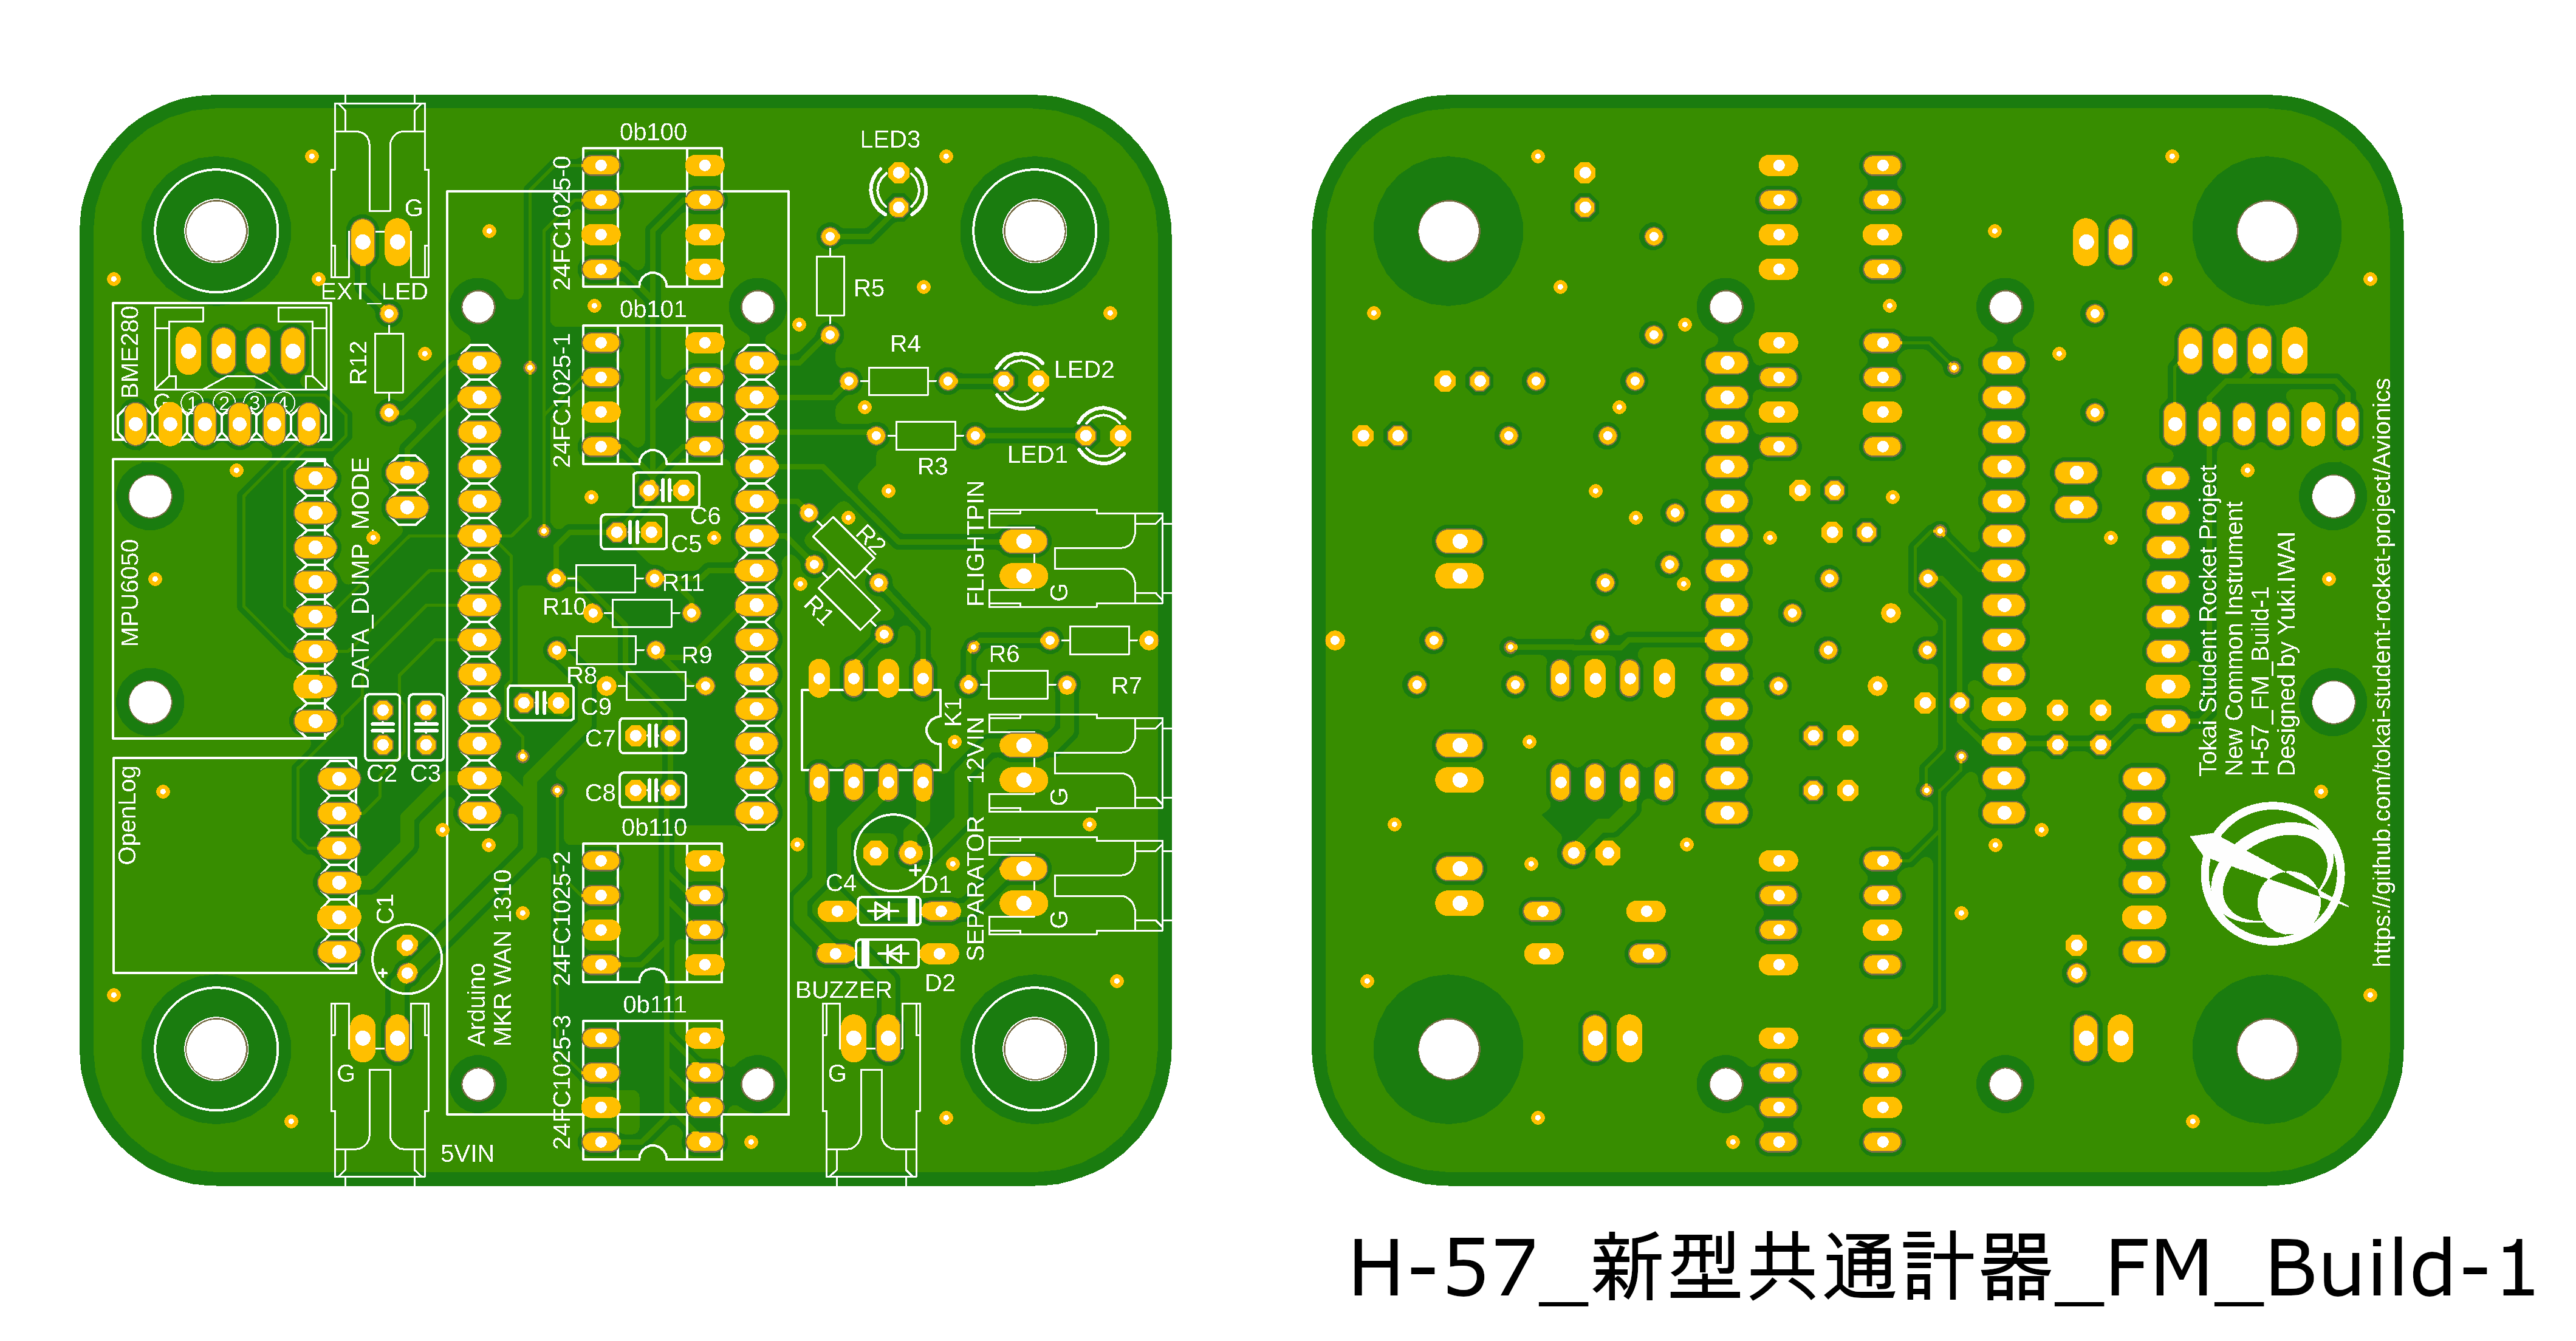 0b100
LED3
24FC1025-0
G
EXT_LED
R5
0b101
BME280
R12
24FC1025-1
R4
LED2
G 1 2 3 4
LED1
R3
DATA_DUMP_MODE
MPU6050
C6
C5
R2
FLIGHTPIN
G
R11
R10
R1
R9
R8
R6
R7
C9
K1
C7
12VIN
G
C2
C3
C8
OpenLog
0b110
24FC1025-2
C4
+
D1
SEPARATOR
G
C1
+
Arduino
MKR WAN 1310
D2
BUZZER
0b111
24FC1025-3
G
G
5VIN
Tokai Student Rocket Project
New Common Instrument
H-57_FM_Build-1
Designed by Yuki.IWAI
https://github.com/tokai-student-rocket-project/Avionics
H-57_新型共通計器_FM_Build-1